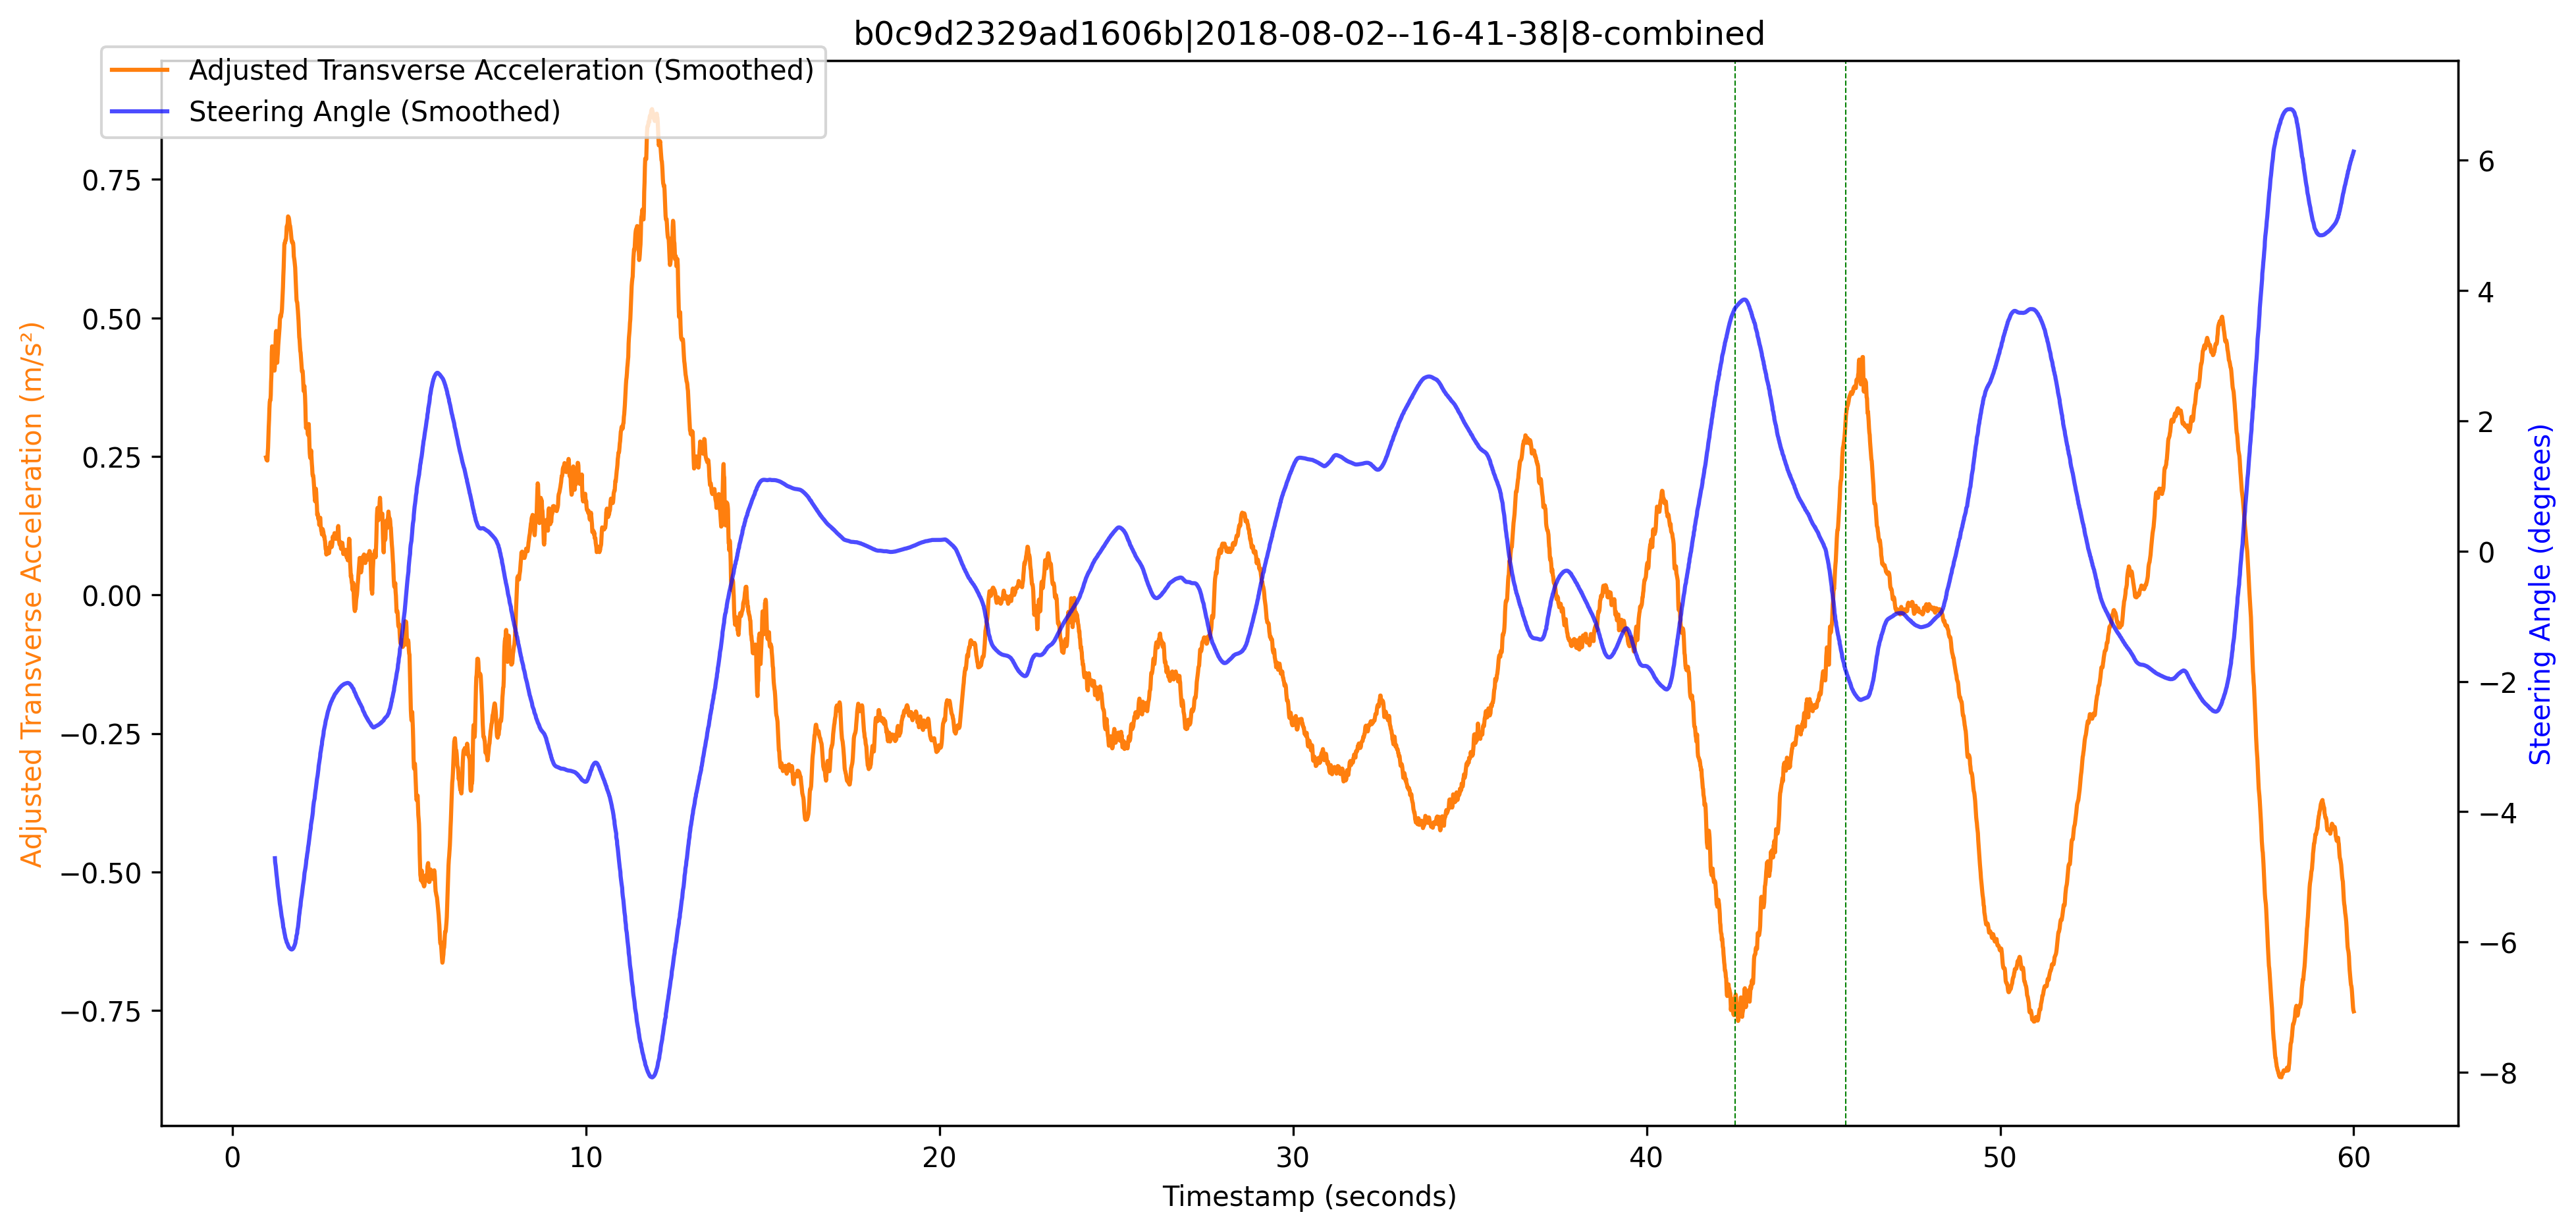 b0c9d2329ad1606b|2018-08-02--16-41-38|8-combined
Adjusted Transverse Acceleration (Smoothed)
Steering Angle (Smoothed)
Adjusted Transverse Acceleration (m/s²)
0.75
0.50
0.25
0.00
−0.25
−0.50
−0.75
6
4
2
0
−2
−4
−6
−8
Steering Angle (degrees)
0 10 20 30 40 50 60
Timestamp (seconds)